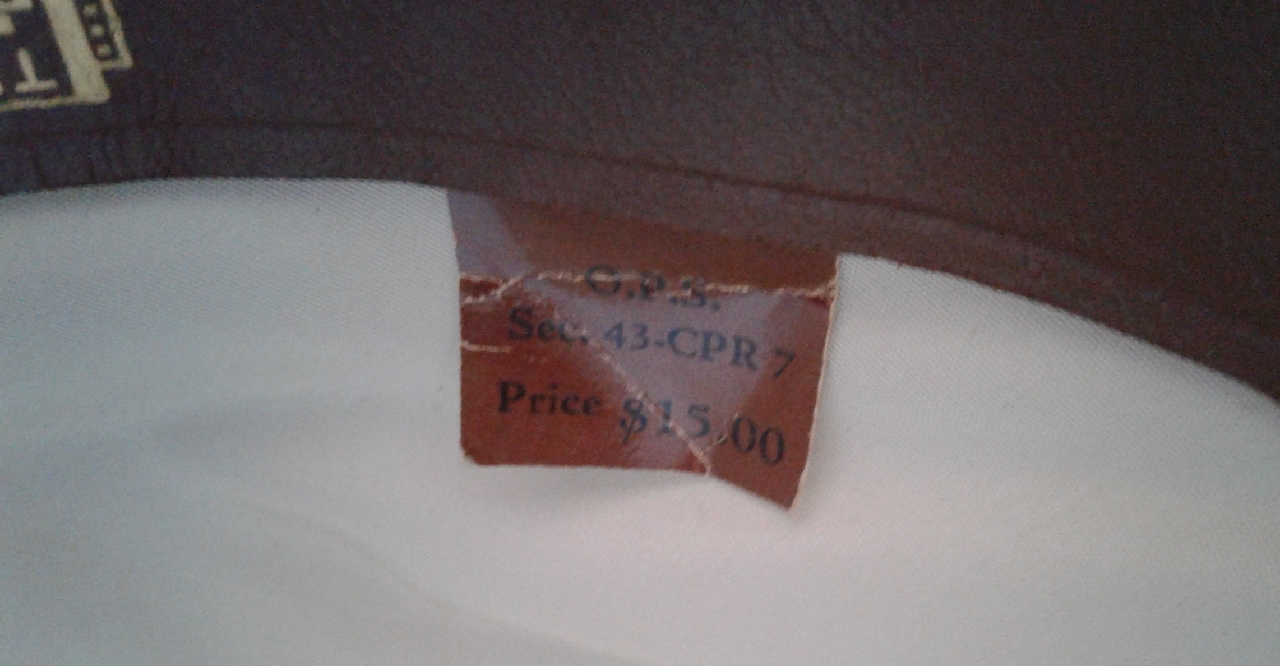 O.P.S.
Sec. 43-CPR 7
Price $15.00